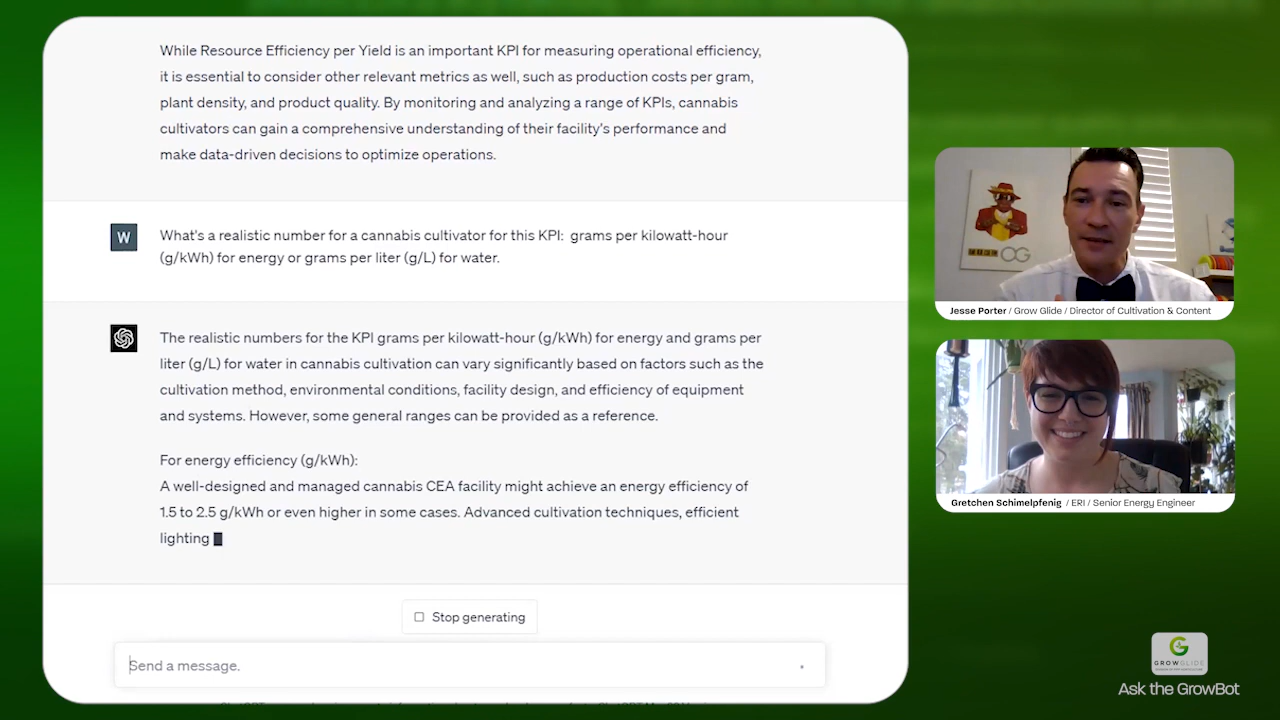 While Resource Efficiency per Yield is an important KPI for measuring operational efficiency,
it is essential to consider other relevant metrics as well, such as production costs per gram,
plant density, and product quality. By monitoring and analyzing a range of KPIs, cannabis
cultivators can gain a comprehensive understanding of their facility's performance and
make data-driven decisions to optimize operations.
W
What's a realistic number for a cannabis cultivator for this KPI: grams per kilowatt-hour
(g/kWh) for energy or grams per liter (g/L) for water.
The realistic numbers for the KPI grams per kilowatt-hour (g/kWh) for energy and grams per
liter (g/L) for water in cannabis cultivation can vary significantly based on factors such as the
cultivation method, environmental conditions, facility design, and efficiency of equipment
and systems. However, some general ranges can be provided as a reference.
For energy efficiency (g/kWh):
A well-designed and managed cannabis CEA facility might achieve an energy efficiency of
1.5 to 2.5 g/kWh or even higher in some cases. Advanced cultivation techniques, efficient
lighting
Stop generating
Send a message.
OG
Jesse Porter / Grow Glide / Director of Cultivation & Content
Gretchen Schimelpfenig / ERI / Senior Energy Engineer
G
GROWGLIDE
Ask the GrowBot